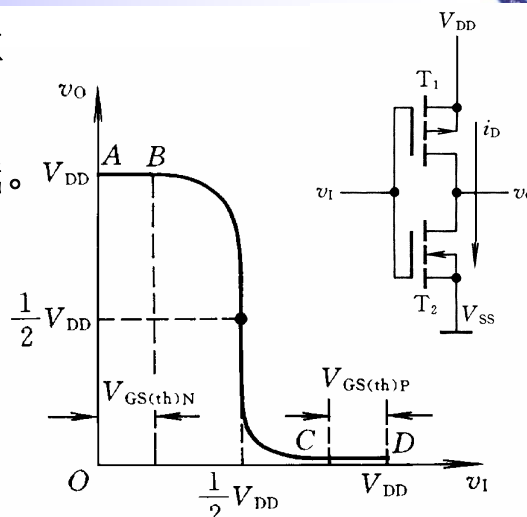 V_DD
T₁
v_O
i_D
V_DD
A
B
v_I
T₂
V_SS
½ V_DD
V_GS(th)N
V_GS(th)P
C
D
O
½ V_DD
V_DD
v_I